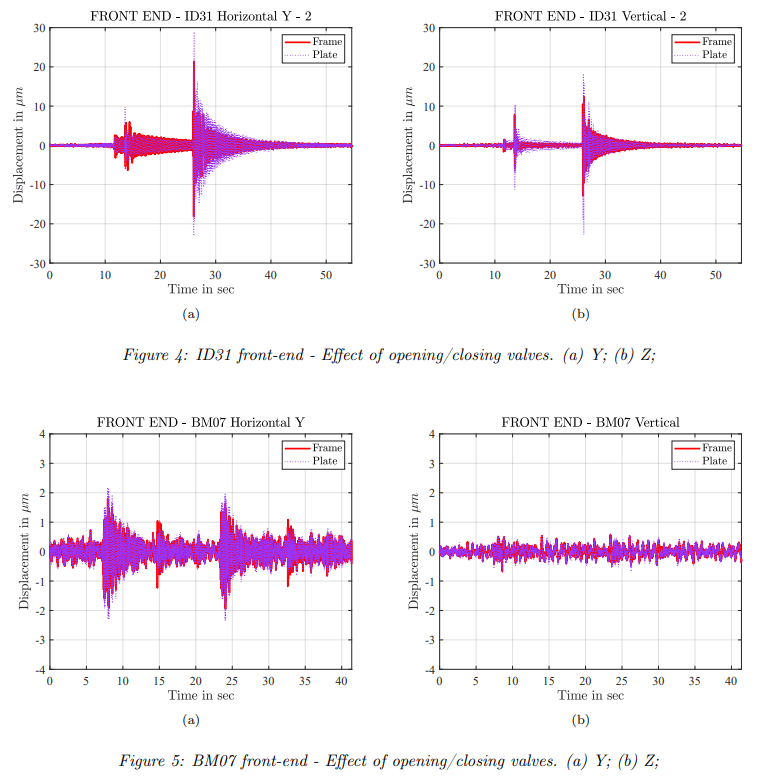 FRONT END - ID31 Horizontal Y - 2
30
20
10
0
-10
-20
-30
Displacement in µm
Frame
Plate
0 10 20 30 40 50
Time in sec
(a)
FRONT END - ID31 Vertical - 2
30
20
10
0
-10
-20
-30
Displacement in µm
Frame
Plate
0 10 20 30 40 50
Time in sec
(b)
Figure 4: ID31 front-end - Effect of opening/closing valves. (a) Y; (b) Z;
FRONT END - BM07 Horizontal Y
4
3
2
1
0
-1
-2
-3
-4
Displacement in µm
Frame
Plate
0 5 10 15 20 25 30 35 40
Time in sec
(a)
FRONT END - BM07 Vertical
4
3
2
1
0
-1
-2
-3
-4
Displacement in µm
Frame
Plate
0 5 10 15 20 25 30 35 40
Time in sec
(b)
Figure 5: BM07 front-end - Effect of opening/closing valves. (a) Y; (b) Z;